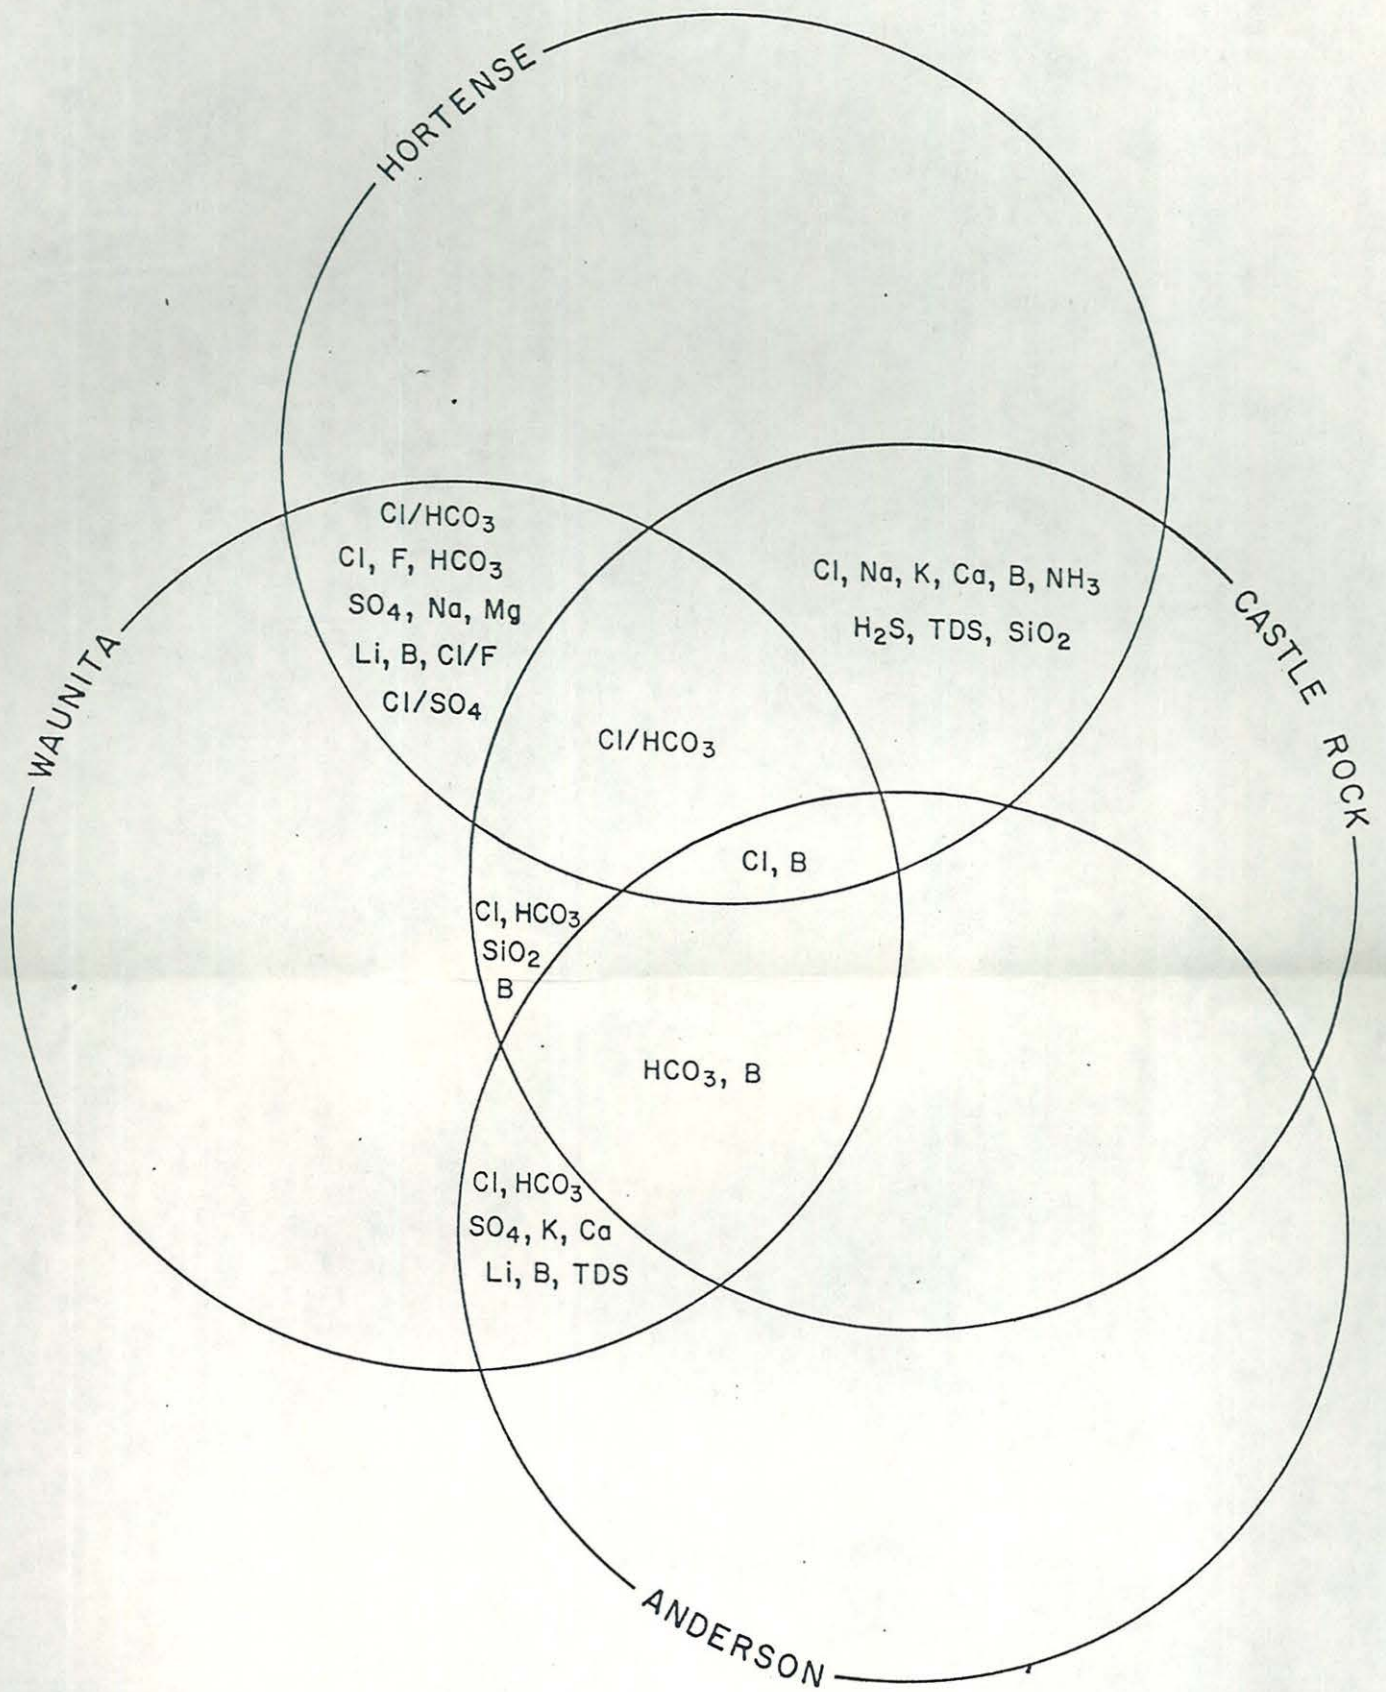 HORTENSE
Cl/HCO₃
Cl, F, HCO₃
SO₄, Na, Mg
Li, B, Cl/F
Cl/SO₄
Cl, Na, K, Ca, B, NH₃
H₂S, TDS, SiO₂
CASTLE ROCK
WAUNITA
Cl/HCO₃
Cl, B
Cl, HCO₃
SiO₂
B
HCO₃, B
Cl, HCO₃
SO₄, K, Ca
Li, B, TDS
ANDERSON